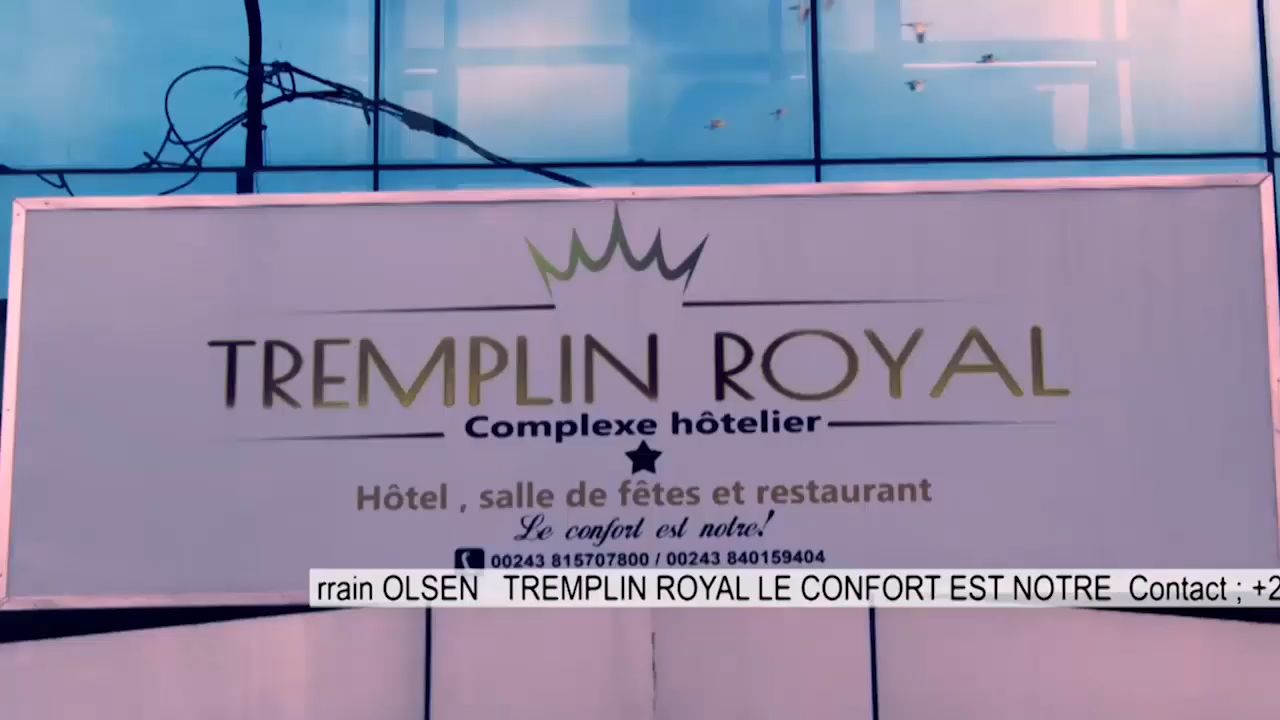 TREMPLIN ROYAL
Complexe hôtelier
Hôtel , salle de fêtes et restaurant
Le confort est notre!
00243 815707800 / 00243 840159404
rrain OLSEN TREMPLIN ROYAL LE CONFORT EST NOTRE Contact ; +2